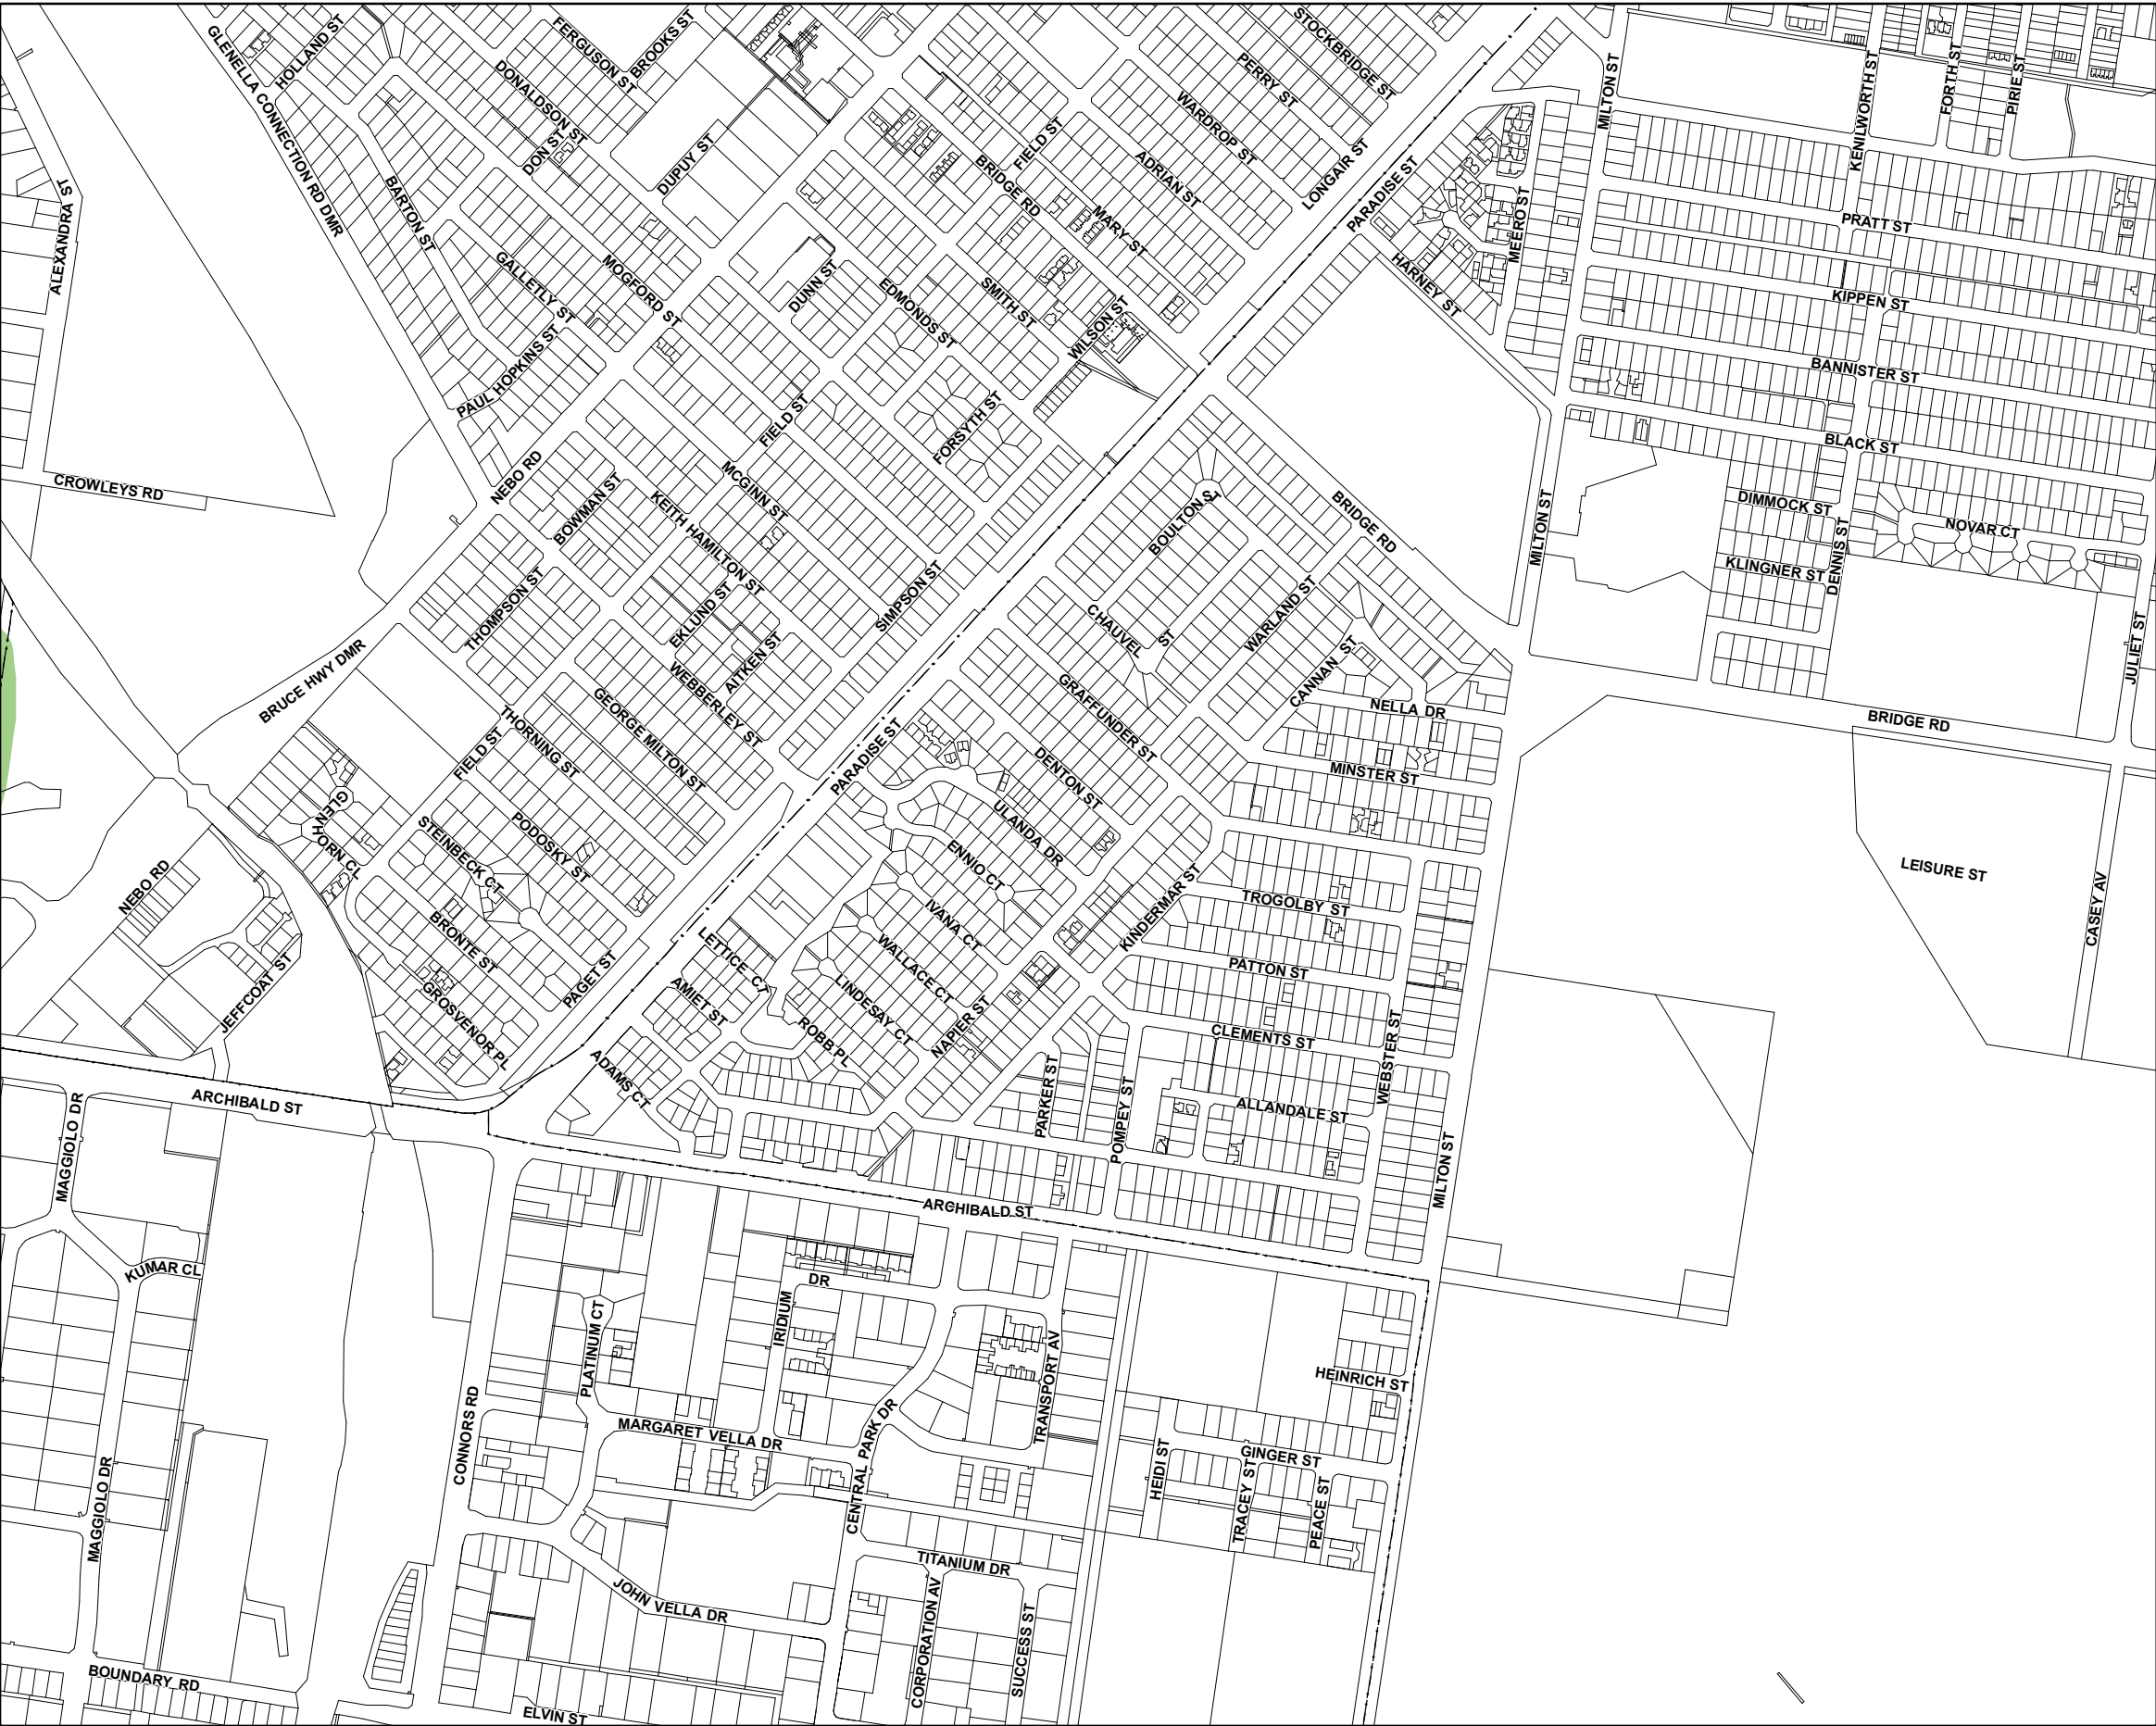 GLENELLA CONNECTION RD DMR
HOLLAND ST
FERGUSON ST
BROOKS ST
DONALDSON ST
DON ST
DUPUY ST
BARTON ST
ALEXANDRA ST
GALLETLY ST
MOGFORD ST
PAUL HOPKINS ST
DUNN ST
EDMONDS ST
SMITH ST
WILSON ST
BRIDGE RD
FIELD ST
MARY ST
ADRIAN ST
WARDROP ST
PERRY ST
STOCKBRIDGE ST
LONGAIR ST
PARADISE ST
HARNEY ST
MEERO ST
MILTON ST
KENILWORTH ST
FORTH ST
PIRIE ST
PRATT ST
KIPPEN ST
BANNISTER ST
BLACK ST
DIMMOCK ST
NOVAR CT
KLINGNER ST
DENNIS ST
JULIET ST
MILTON ST
BRIDGE RD
BRIDGE RD
LEISURE ST
CASEY AV
CROWLEYS RD
NEBO RD
BOWMAN ST
FIELD ST
FORSYTH ST
MCGINN ST
KEITH HAMILTON ST
THOMPSON ST
EKLUND ST
AITKEN ST
SIMPSON ST
WEBBERLEY ST
GEORGE MILTON ST
THORNING ST
FIELD ST
BRUCE HWY DMR
GLEN
HORN CL
STEINBECK CT
PODOSKY ST
BRONTE ST
GROSVENOR PL
PAGET ST
NEBO RD
JEFFCOAT ST
BOULTON ST
CHAUVEL
ST
WARLAND ST
CANNAN ST
GRAFFUNDER ST
NELLA DR
MINSTER ST
DENTON ST
PARADISE ST
ULANDA DR
ENNIO CT
IVANA CT
WALLACE CT
LINDESAY CT
LETTICE CT
AMIET ST
ROBB PL
ADAMS CT
NAPIER ST
KINDERMAR ST
TROGOLBY ST
PATTON ST
CLEMENTS ST
WEBSTER ST
ALLANDALE ST
PARKER ST
POMPEY ST
MILTON ST
ARCHIBALD ST
MAGGIOLO DR
KUMAR CL
ARCHIBALD ST
DR
IRIDIUM
PLATINUM CT
CONNORS RD
MARGARET VELLA DR
CENTRAL PARK DR
TRANSPORT AV
HEINRICH ST
GINGER ST
HEIDI ST
TRACEY ST
PEACE ST
MAGGIOLO DR
TITANIUM DR
JOHN VELLA DR
CORPORATION AV
SUCCESS ST
BOUNDARY RD
ELVIN ST